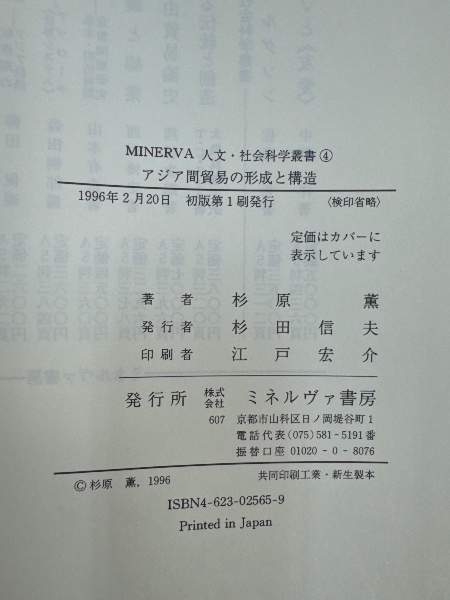 MINERVA 人文・社会科学叢書④
アジア間貿易の形成と構造
1996年2月20日 初版第1刷発行 〈検印省略〉
定価はカバーに
表示しています
著者 杉原薫
発行者 杉田信夫
印刷者 江戸宏介
発行所 株式会社 ミネルヴァ書房
607 京都市山科区日ノ岡堤谷町1
電話代表(075)581-5191番
振替口座01020-0-8076
©杉原 薫, 1996 共同印刷工業・新生製本
ISBN4-623-02565-9
Printed in Japan